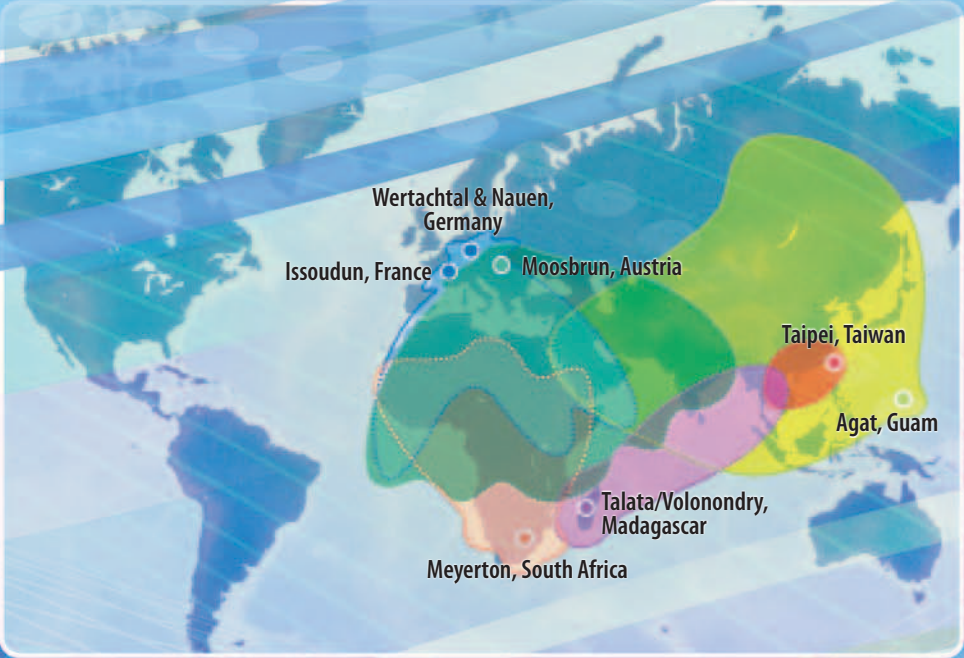 Wertachtal & Nauen,
Germany
Issoudun, France
Moosbrun, Austria
Taipei, Taiwan
Agat, Guam
Talata/Volonondry,
Madagascar
Meyerton, South Africa